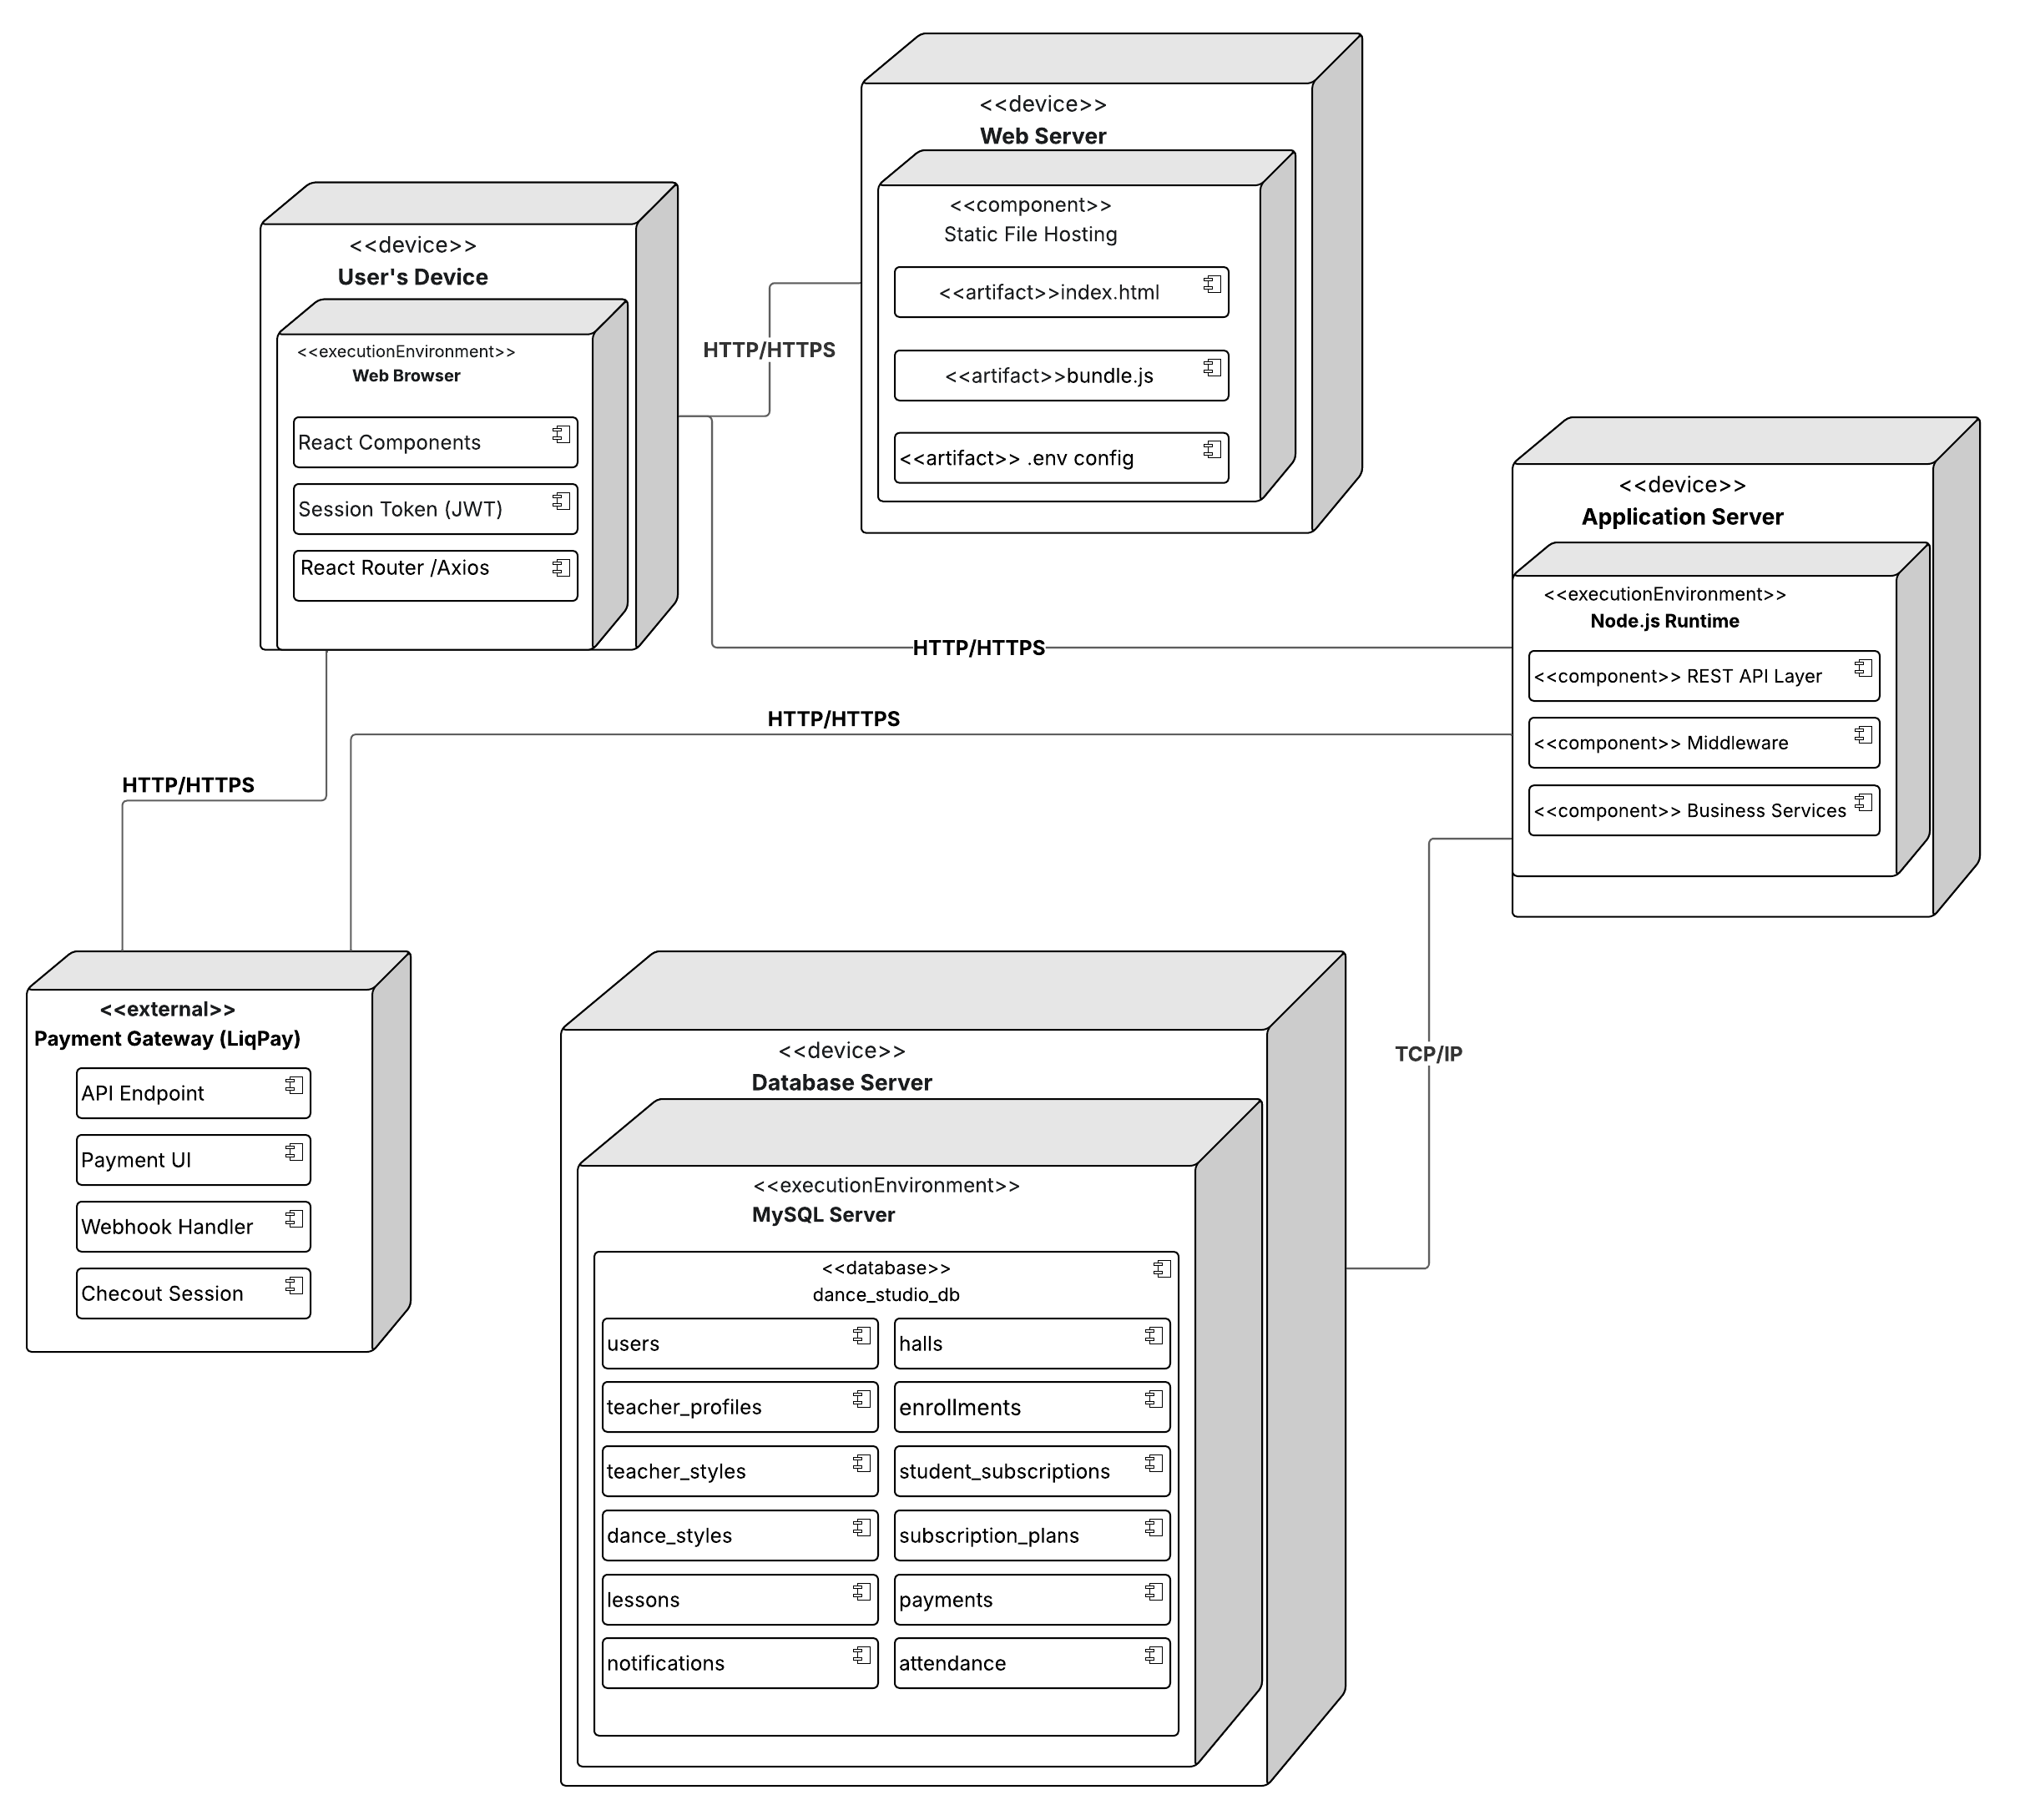 <<device>>
Web Server
<<component>>
Static File Hosting
<<artifact>>index.html
<<artifact>>bundle.js
<<artifact>> .env config
<<device>>
User's Device
<<executionEnvironment>>
Web Browser
React Components
Session Token (JWT)
React Router /Axios
HTTP/HTTPS
HTTP/HTTPS
HTTP/HTTPS
HTTP/HTTPS
<<device>>
Application Server
<<executionEnvironment>>
Node.js Runtime
<<component>> REST API Layer
<<component>> Middleware
<<component>> Business Services
<<external>>
Payment Gateway (LiqPay)
API Endpoint
Payment UI
Webhook Handler
Checout Session
TCP/IP
<<device>>
Database Server
<<executionEnvironment>>
MySQL Server
<<database>>
dance_studio_db
users
halls
teacher_profiles
enrollments
teacher_styles
student_subscriptions
dance_styles
subscription_plans
lessons
payments
notifications
attendance